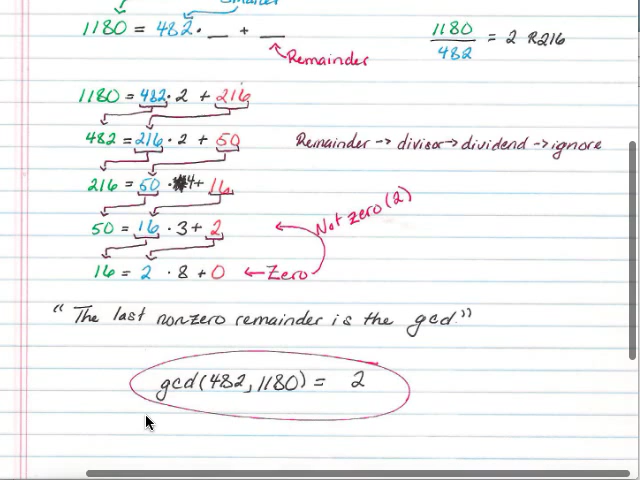 smaller
1180 = 482 · __ + __
1180
482
= 2 R216
Remainder
1180 = 482 · 2 + 216
482 = 216 · 2 + 50
Remainder → divisor → dividend → ignore
216 = 50 · 4 + 16
Not zero (2)
50 = 16 · 3 + 2
16 = 2 · 8 + 0 ← Zero
"The last nonzero remainder is the gcd."
gcd(482, 1180) = 2